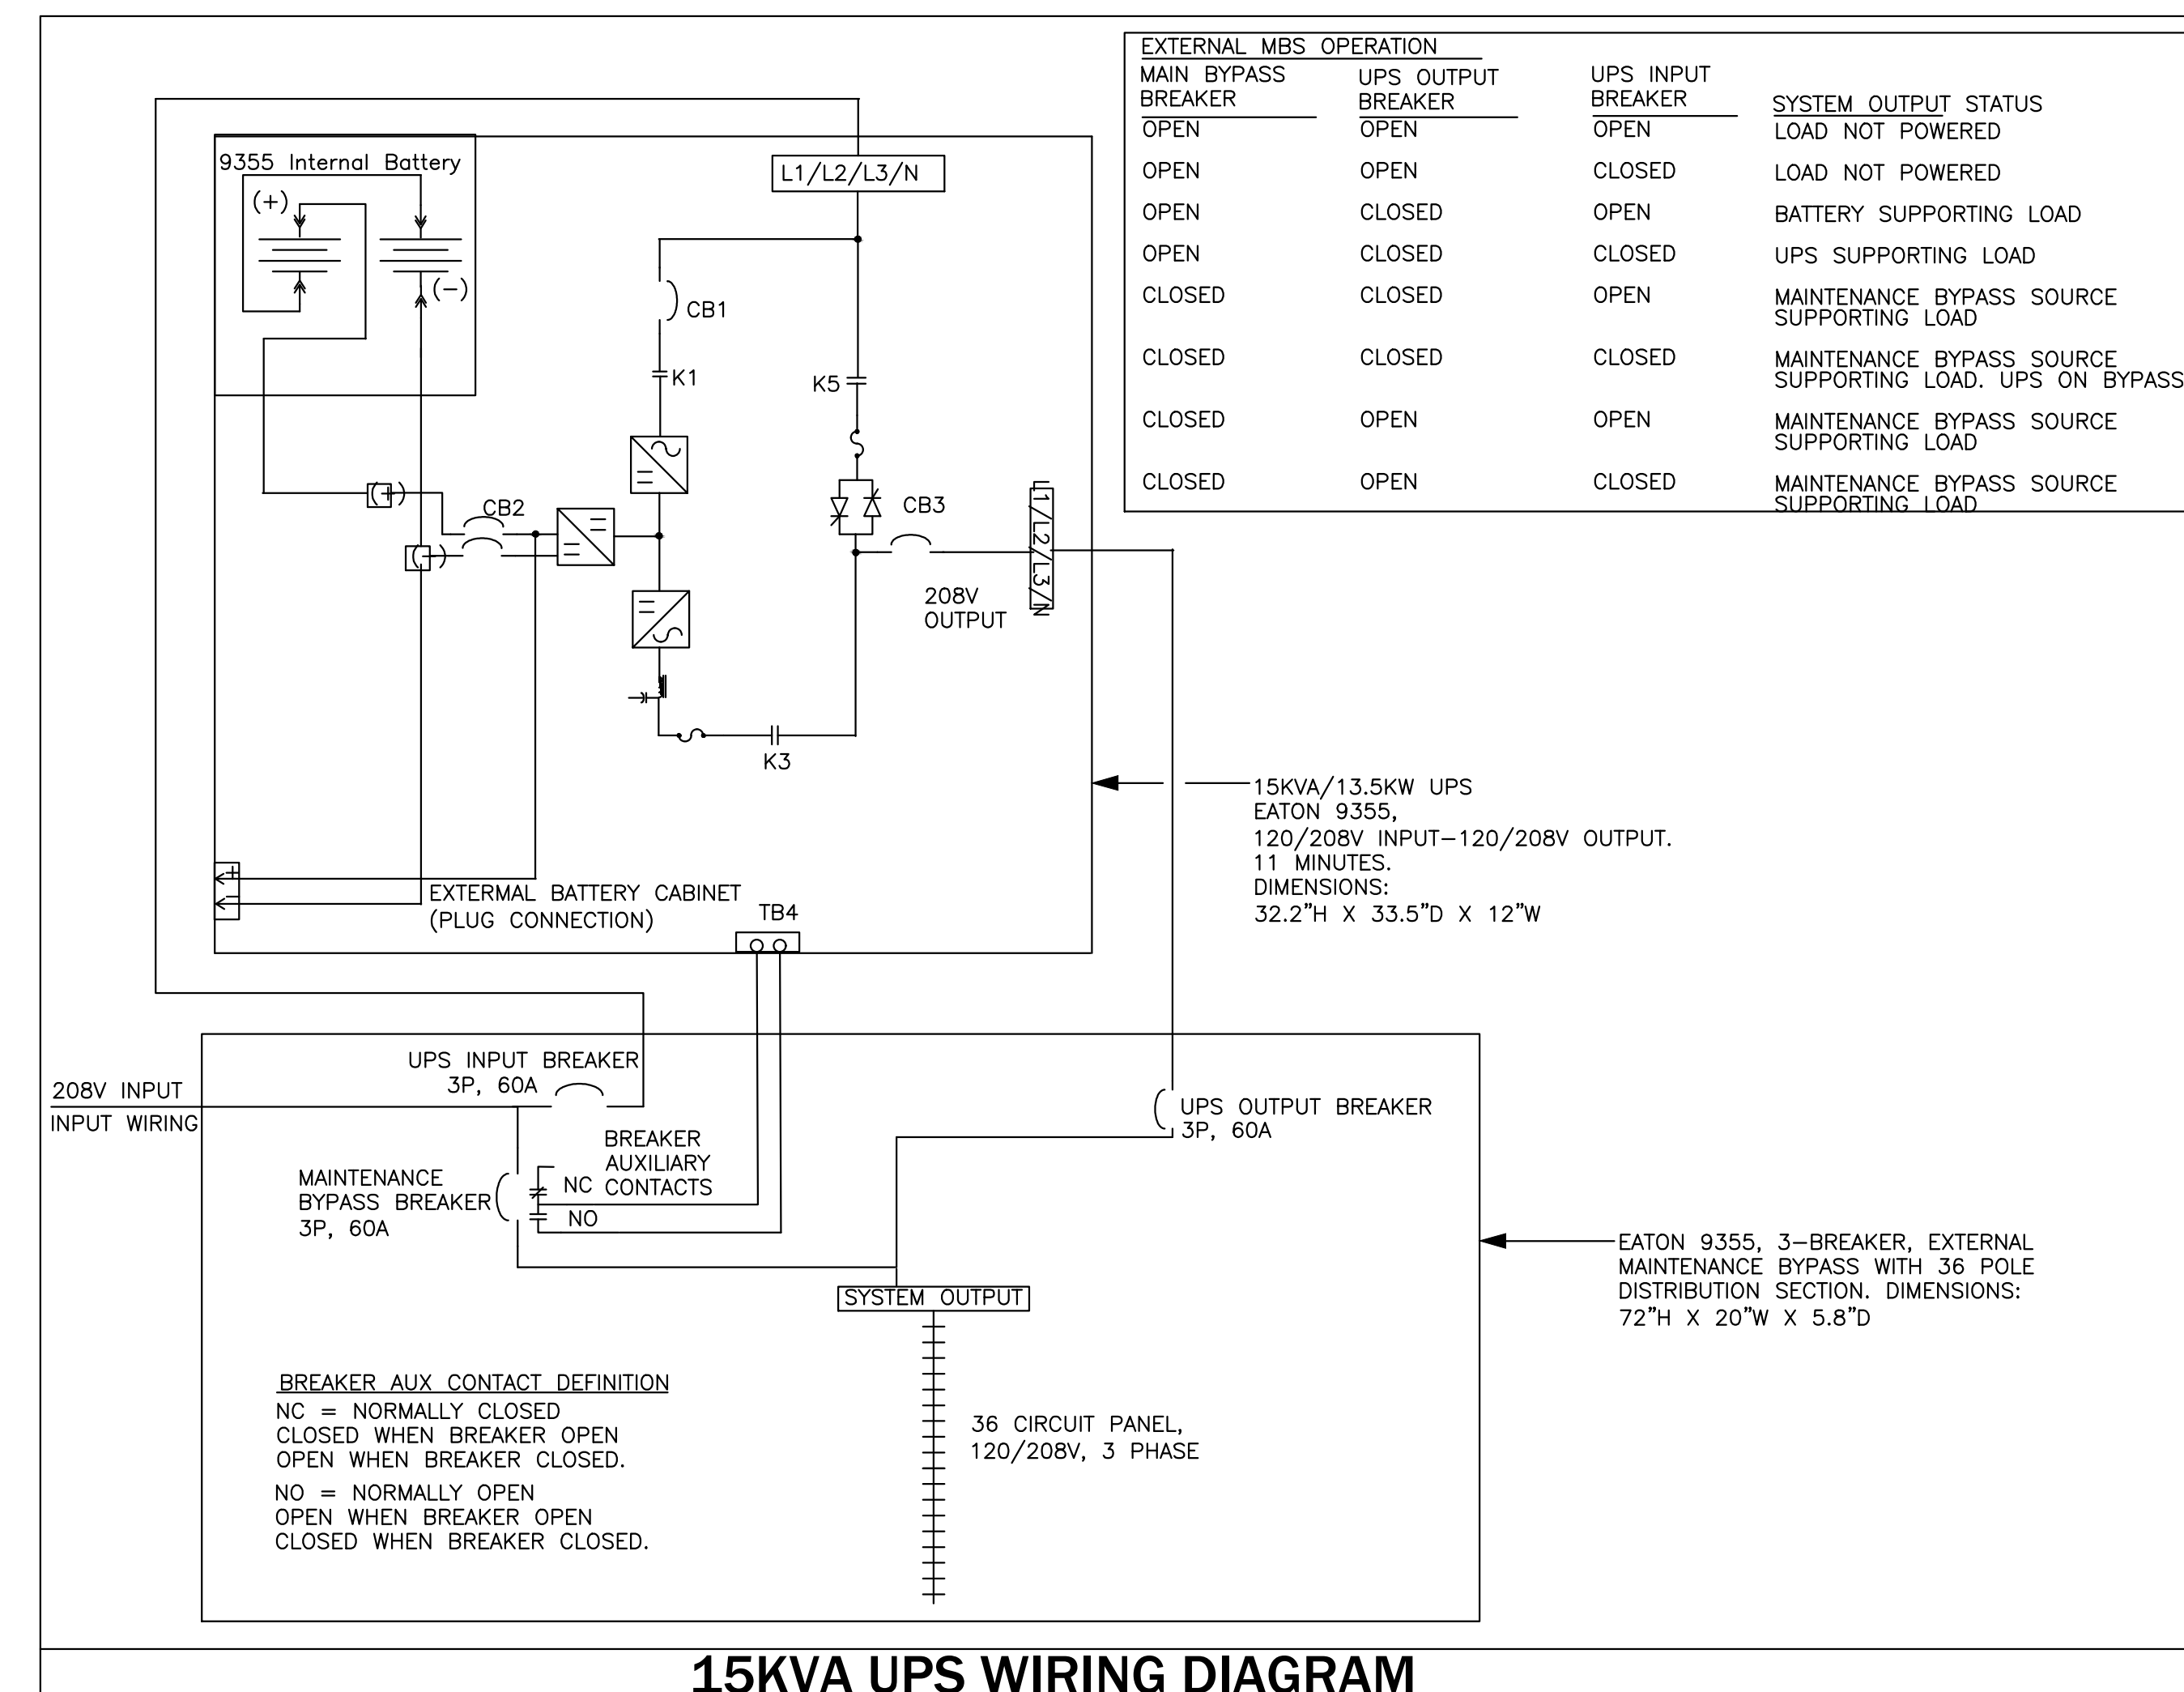 EXTERNAL MBS OPERATION
MAIN BYPASS BREAKER
UPS OUTPUT BREAKER
UPS INPUT BREAKER
SYSTEM OUTPUT STATUS
OPEN OPEN OPEN LOAD NOT POWERED
OPEN OPEN CLOSED LOAD NOT POWERED
OPEN CLOSED OPEN BATTERY SUPPORTING LOAD
OPEN CLOSED CLOSED UPS SUPPORTING LOAD
CLOSED CLOSED OPEN MAINTENANCE BYPASS SOURCE
SUPPORTING LOAD
CLOSED CLOSED CLOSED MAINTENANCE BYPASS SOURCE
SUPPORTING LOAD. UPS ON BYPASS
CLOSED OPEN OPEN MAINTENANCE BYPASS SOURCE
SUPPORTING LOAD
CLOSED OPEN CLOSED MAINTENANCE BYPASS SOURCE
SUPPORTING LOAD
9355 Internal Battery
(+)
(-)
L1/L2/L3/N
CB1
K1
K5
(+)
CB2
(-)
CB3
L1/L2/L3/N
208V
OUTPUT
K3
15KVA/13.5KW UPS
EATON 9355,
120/208V INPUT-120/208V OUTPUT.
11 MINUTES.
DIMENSIONS:
32.2"H X 33.5"D X 12"W
+
-
EXTERMAL BATTERY CABINET
(PLUG CONNECTION)
TB4
UPS INPUT BREAKER
3P, 60A
208V INPUT
INPUT WIRING
UPS OUTPUT BREAKER
3P, 60A
BREAKER
AUXILIARY
CONTACTS
NC
NO
MAINTENANCE
BYPASS BREAKER
3P, 60A
EATON 9355, 3-BREAKER, EXTERNAL
MAINTENANCE BYPASS WITH 36 POLE
DISTRIBUTION SECTION. DIMENSIONS:
72"H X 20"W X 5.8"D
SYSTEM OUTPUT
BREAKER AUX CONTACT DEFINITION
NC = NORMALLY CLOSED
CLOSED WHEN BREAKER OPEN
OPEN WHEN BREAKER CLOSED.
NO = NORMALLY OPEN
OPEN WHEN BREAKER OPEN
CLOSED WHEN BREAKER CLOSED.
36 CIRCUIT PANEL,
120/208V, 3 PHASE
15KVA UPS WIRING DIAGRAM